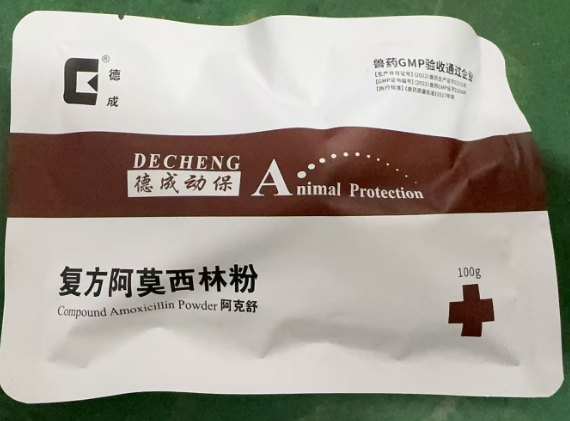 德成®
兽药GMP验收通过企业
DECHENG
德成动保
Animal Protection
复方阿莫西林粉
Compound Amoxicillin Powder 阿克舒
100g